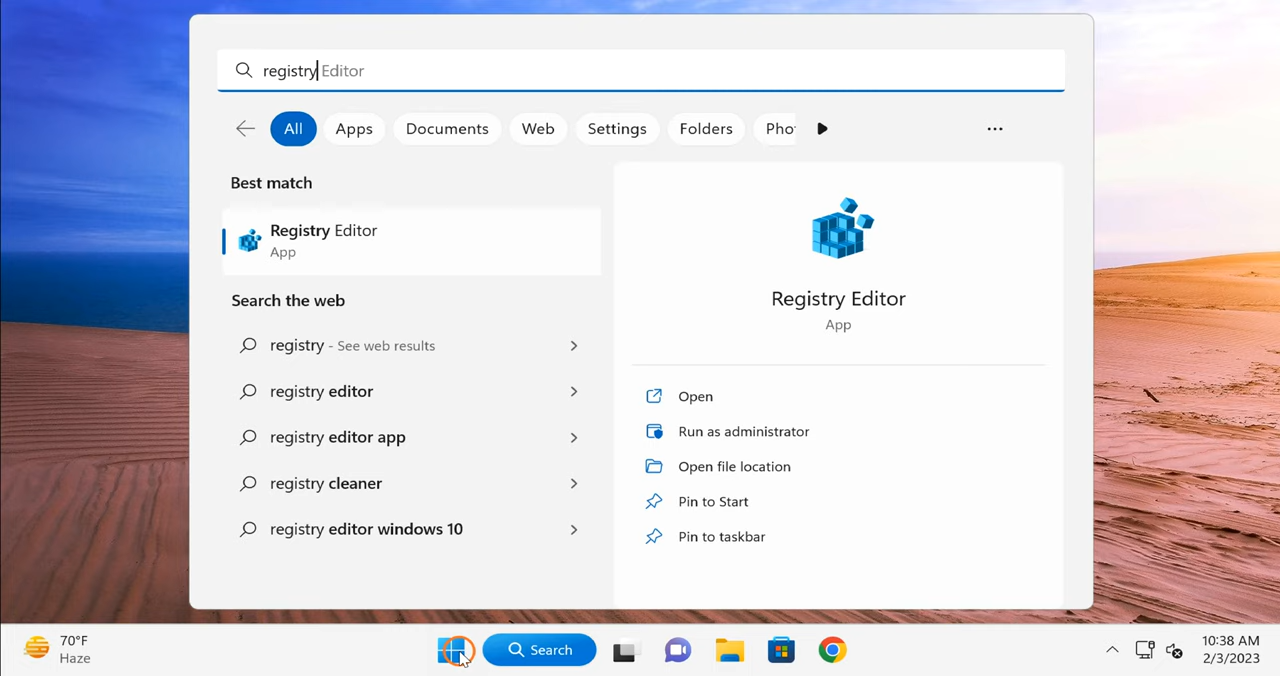 registry Editor
All Apps Documents Web Settings Folders Pho
Best match
Registry Editor
App
Search the web
registry - See web results
registry editor
registry editor app
registry cleaner
registry editor windows 10
Registry Editor
App
Open
Run as administrator
Open file location
Pin to Start
Pin to taskbar
70°F
Haze
Search
10:38 AM
2/3/2023